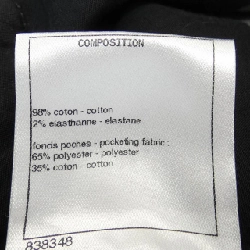 COMPOSITION
98% coton - cotton
2% elasthanne - elastane
fonds poches - pocketing fabric :
65% polyester - polyester
35% coton - cotton
838348